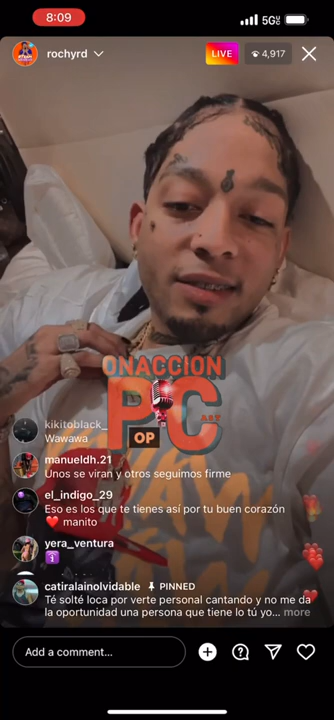 8:09
5G
rochyrd
LIVE
4,917
ONACCION
PC
OP
kikitoblack_
Wawawa
manueldh.21
Unos se viran y otros seguimos firme
el_indigo_29
Eso es los que te tienes así por tu buen corazón
❤️ manito
yera_ventura
catiralainolvidable PINNED
Té solté loca por verte personal cantando y no me da
la oportunidad una persona que tiene lo tú yo... more
Add a comment...